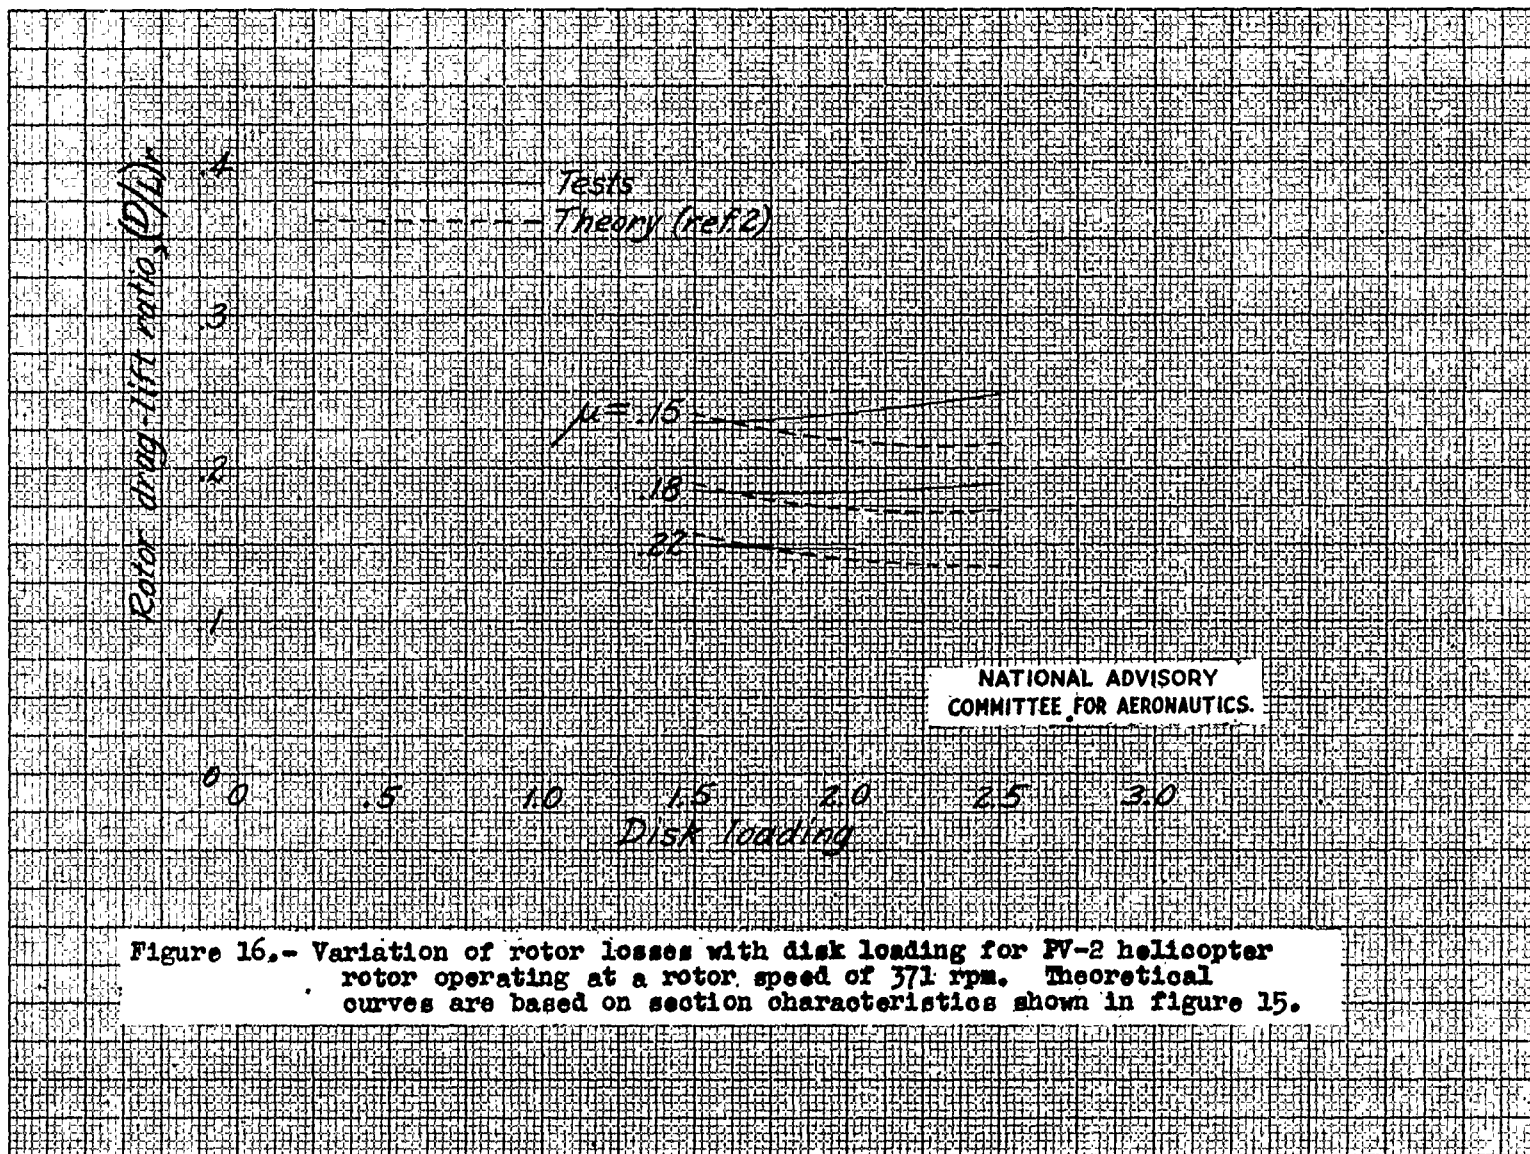 Rotor drag-lift ratio, (D/L)r
.4
.3
.2
.1
0
Tests
Theory (ref.2)
μ = .15
.18
.22
NATIONAL ADVISORY
COMMITTEE FOR AERONAUTICS.
0 .5 1.0 1.5 2.0 2.5 3.0
Disk loading
Figure 16.- Variation of rotor losses with disk loading for PV-2 helicopter
rotor operating at a rotor speed of 371 rpm. Theoretical
curves are based on section characteristics shown in figure 15.